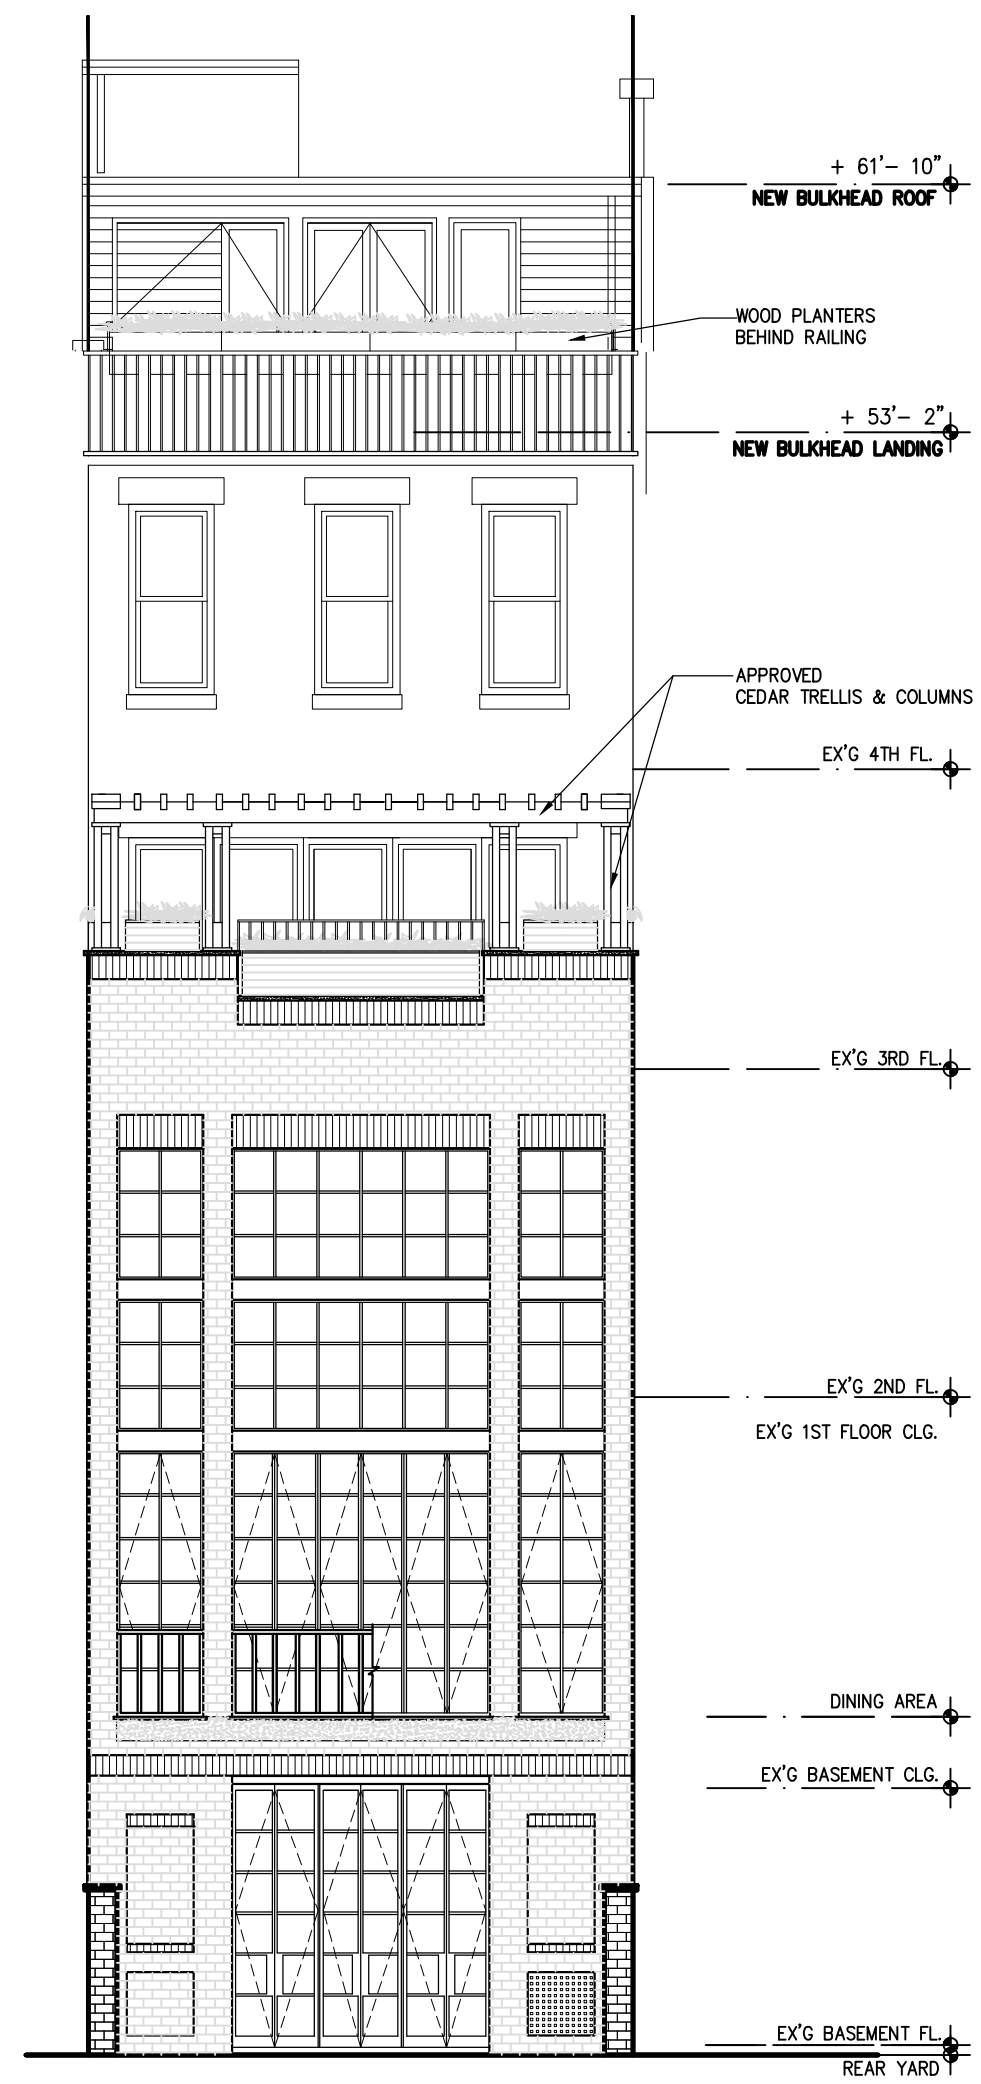 + 61'- 10"
NEW BULKHEAD ROOF
WOOD PLANTERS
BEHIND RAILING
+ 53'- 2"
NEW BULKHEAD LANDING
APPROVED
CEDAR TRELLIS & COLUMNS
EX'G 4TH FL.
EX'G 3RD FL.
EX'G 2ND FL.
EX'G 1ST FLOOR CLG.
DINING AREA
EX'G BASEMENT CLG.
EX'G BASEMENT FL.
REAR YARD